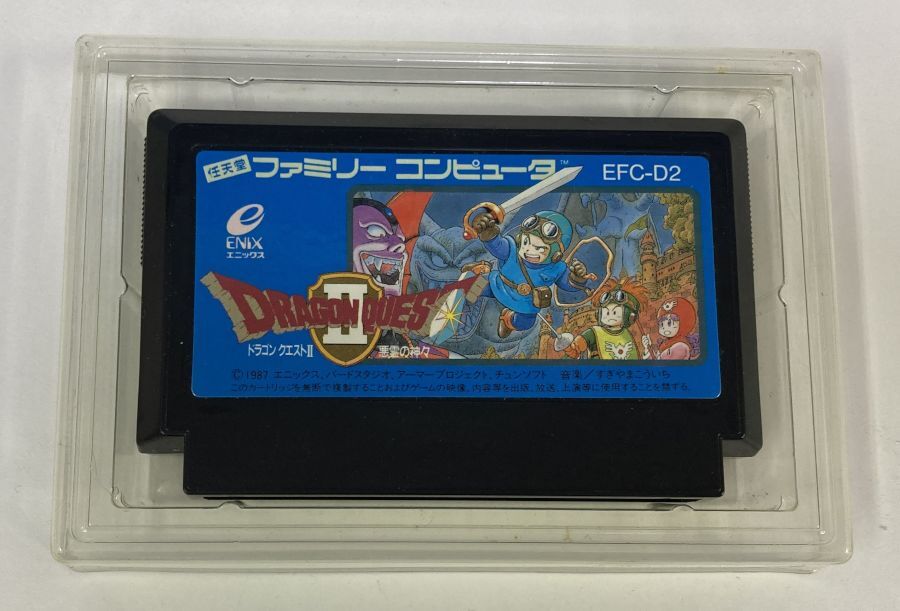 任天堂 ファミリー コンピュータ™ EFC-D2
ENIX
エニックス
DRAGON QUEST
II
ドラゴン クエストII 悪霊の神々
©1987 エニックス、バードスタジオ、アーマープロジェクト、チュンソフト 音楽/すぎやまこういち
このカートリッジを無断で複製することおよびゲームの映像、内容等を出版、放送、上演等に使用することを禁ずる。